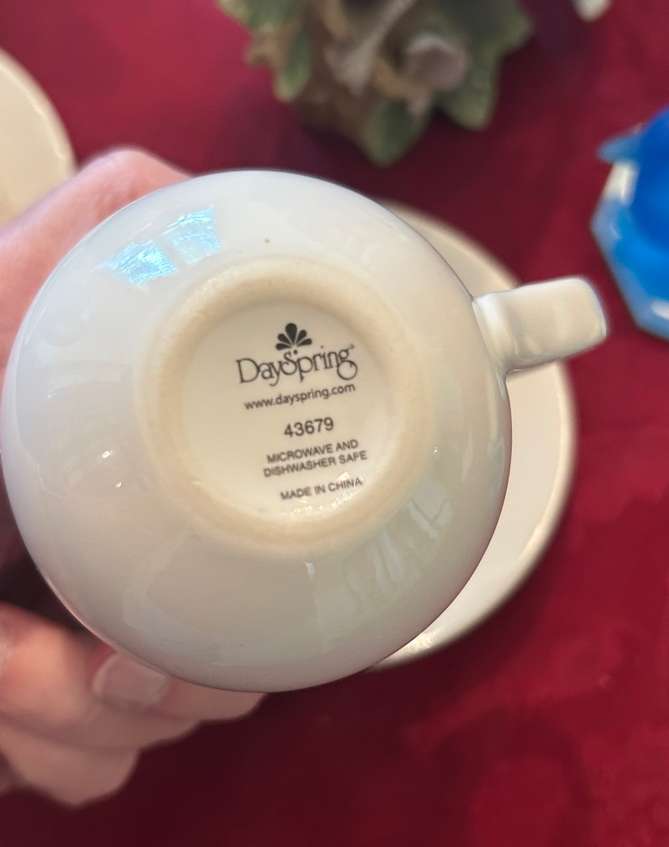 DaySpring®
www.dayspring.com
43679
MICROWAVE AND
DISHWASHER SAFE
MADE IN CHINA